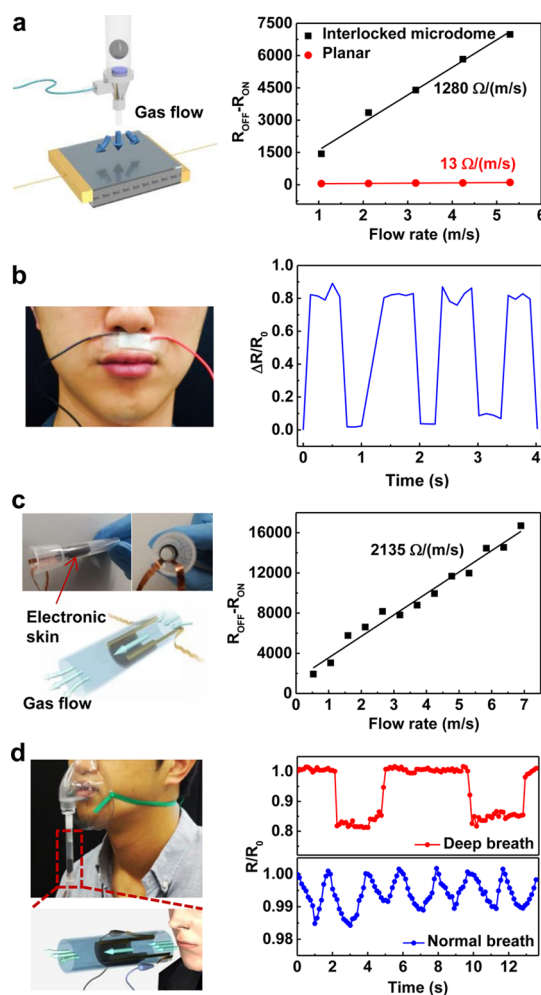 a
Gas flow
7500
6000
4500
3000
1500
0
R_OFF-R_ON
Interlocked microdome
Planar
1280 Ω/(m/s)
13 Ω/(m/s)
1 2 3 4 5 6
Flow rate (m/s)
b
1.0
0.8
0.6
0.4
0.2
0.0
ΔR/R_0
0 1 2 3 4
Time (s)
c
Electronic
skin
Gas flow
16000
12000
8000
4000
0
R_OFF-R_ON
2135 Ω/(m/s)
0 1 2 3 4 5 6 7
Flow rate (m/s)
d
1.0
0.9
0.8
Deep breath
R/R_0
1.00
0.99
0.98
Normal breath
0 2 4 6 8 10 12
Time (s)